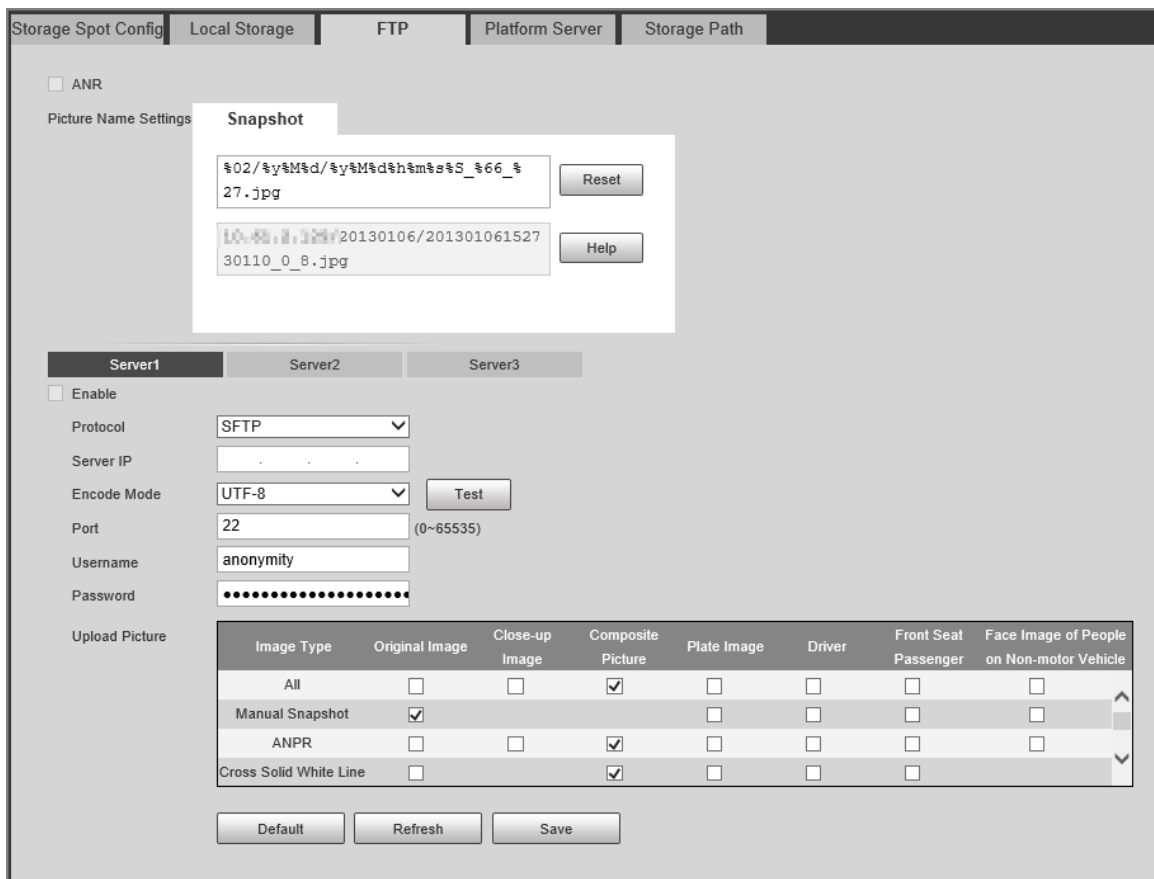 Storage Spot Config Local Storage FTP Platform Server Storage Path
ANR
Picture Name Settings Snapshot
%02/%y%M%d/%y%M%d%h%m%s%S_%66_%
27.jpg
Reset
20130106/201301061527
30110_0_8.jpg
Help
Server1 Server2 Server3
Enable
Protocol SFTP
Server IP . . .
Encode Mode UTF-8 Test
Port 22 (0~65535)
Username anonymity
Password ••••••••••••••••••••
Upload Picture
Image Type Original Image Close-up Image Composite Picture Plate Image Driver Front Seat Passenger Face Image of People on Non-motor Vehicle
All
Manual Snapshot
ANPR
Cross Solid White Line
Default Refresh Save